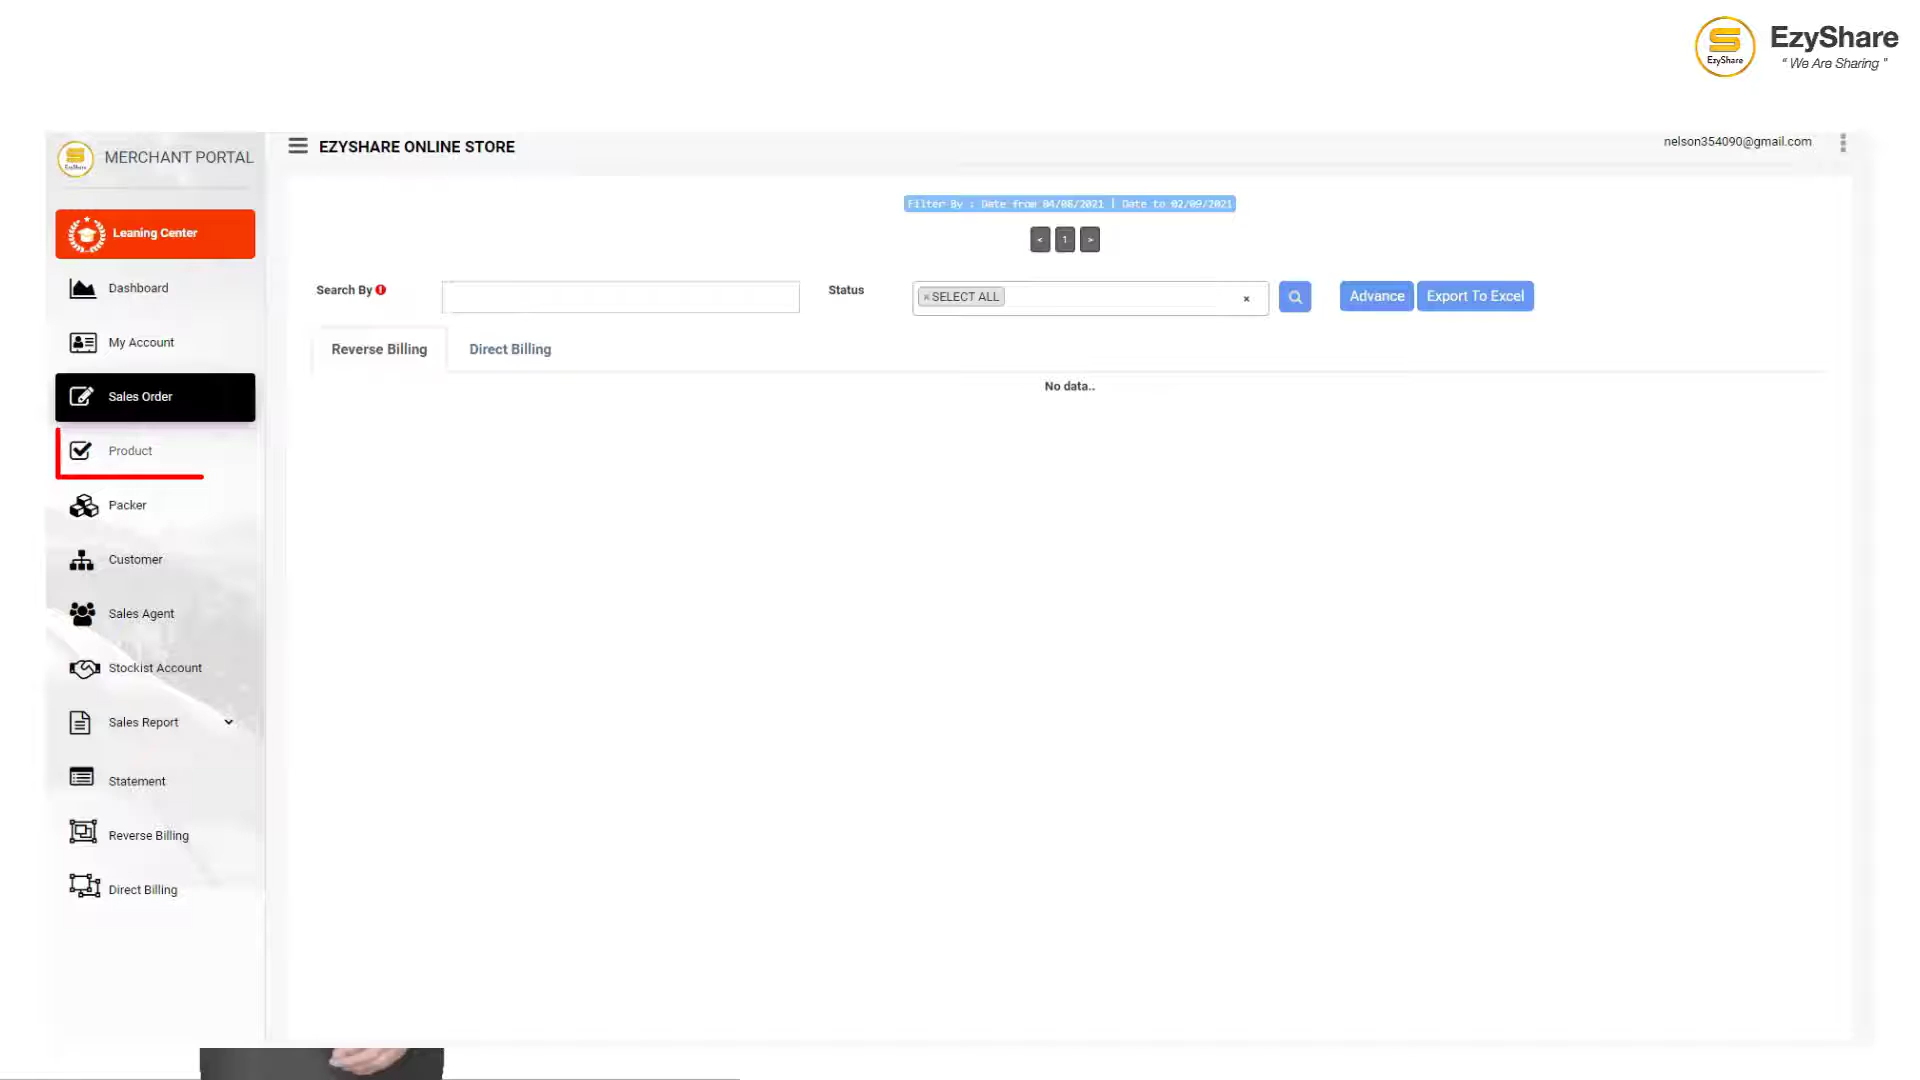 EzyShare
EzyShare
" We Are Sharing "
MERCHANT PORTAL
EZYSHARE ONLINE STORE
nelson354090@gmail.com
Filter By : Date from 04/08/2021 | Date to 02/09/2021
< 1 >
Leaning Center
Dashboard
My Account
Sales Order
Product
Packer
Customer
Sales Agent
Stockist Account
Sales Report
Statement
Reverse Billing
Direct Billing
Search By
Status
× SELECT ALL
×
Advance
Export To Excel
Reverse Billing
Direct Billing
No data..